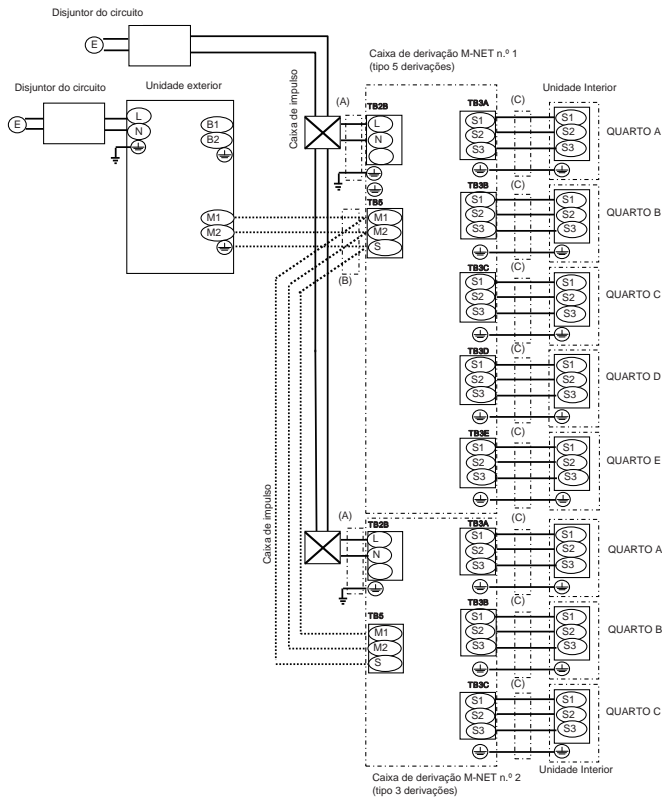 Disjuntor do circuito
E
Caixa de derivação M-NET n.º 1
(tipo 5 derivações)
Disjuntor do circuito
Unidade exterior
Caixa de impulso
(A)
TB2B
TB3A
(C)
Unidade Interior
E
L
N
B1
B2
L
N
S1
S2
S3
S1
S2
S3
QUARTO A
TB3B
(C)
S1
S2
S3
S1
S2
S3
QUARTO B
TB5
M1
M2
M1
M2
S
(B)
TB3C
(C)
S1
S2
S3
S1
S2
S3
QUARTO C
TB3D
(C)
S1
S2
S3
S1
S2
S3
QUARTO D
TB3E
(C)
S1
S2
S3
S1
S2
S3
QUARTO E
Caixa de impulso
(A)
TB2B
L
N
TB3A
(C)
S1
S2
S3
S1
S2
S3
QUARTO A
TB5
M1
M2
S
TB3B
(C)
S1
S2
S3
S1
S2
S3
QUARTO B
TB3C
(C)
S1
S2
S3
S1
S2
S3
QUARTO C
Unidade Interior
Caixa de derivação M-NET n.º 2
(tipo 3 derivações)